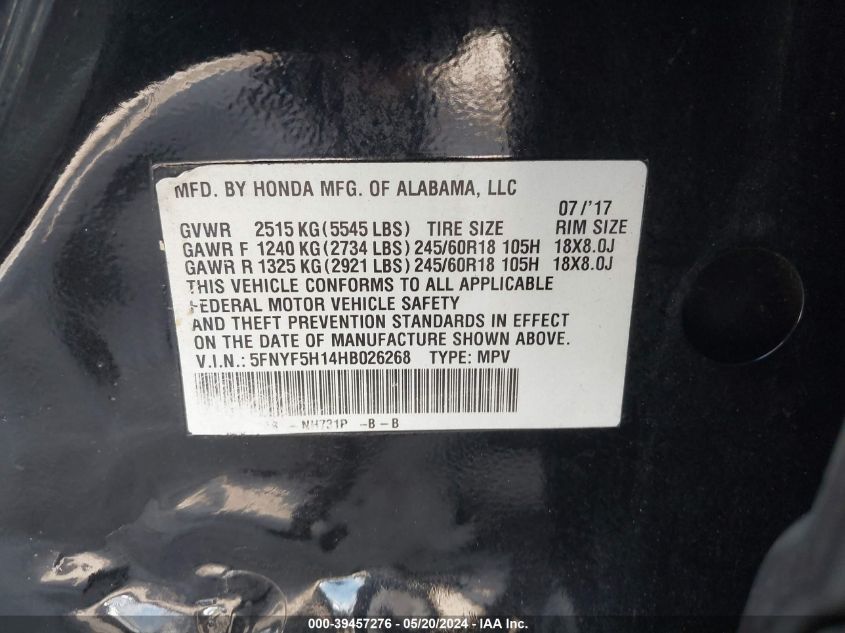 MFD. BY HONDA MFG. OF ALABAMA, LLC
07/'17
GVWR 2515 KG(5545 LBS) TIRE SIZE RIM SIZE
GAWR F 1240 KG(2734 LBS) 245/60R18 105H 18X8.0J
GAWR R 1325 KG(2921 LBS) 245/60R18 105H 18X8.0J
THIS VEHICLE CONFORMS TO ALL APPLICABLE
FEDERAL MOTOR VEHICLE SAFETY
AND THEFT PREVENTION STANDARDS IN EFFECT
ON THE DATE OF MANUFACTURE SHOWN ABOVE.
V.I.N.: 5FNYF5H14HB026268 TYPE: MPV
- NH731P -B-B
000-39457276 - 05/20/2024 - IAA Inc.